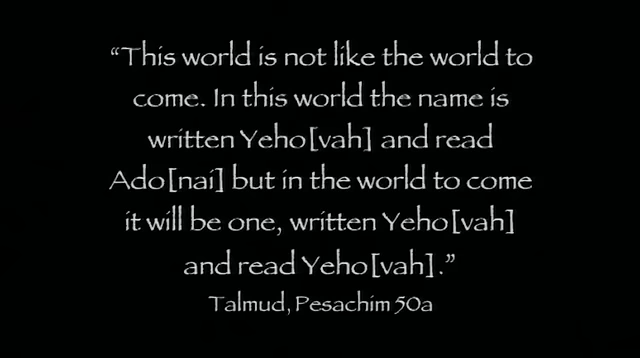 “This world is not like the world to
come. In this world the name is
written Yeho[vah] and read
Ado[nai] but in the world to come
it will be one, written Yeho[vah]
and read Yeho[vah].”
Talmud, Pesachim 50a